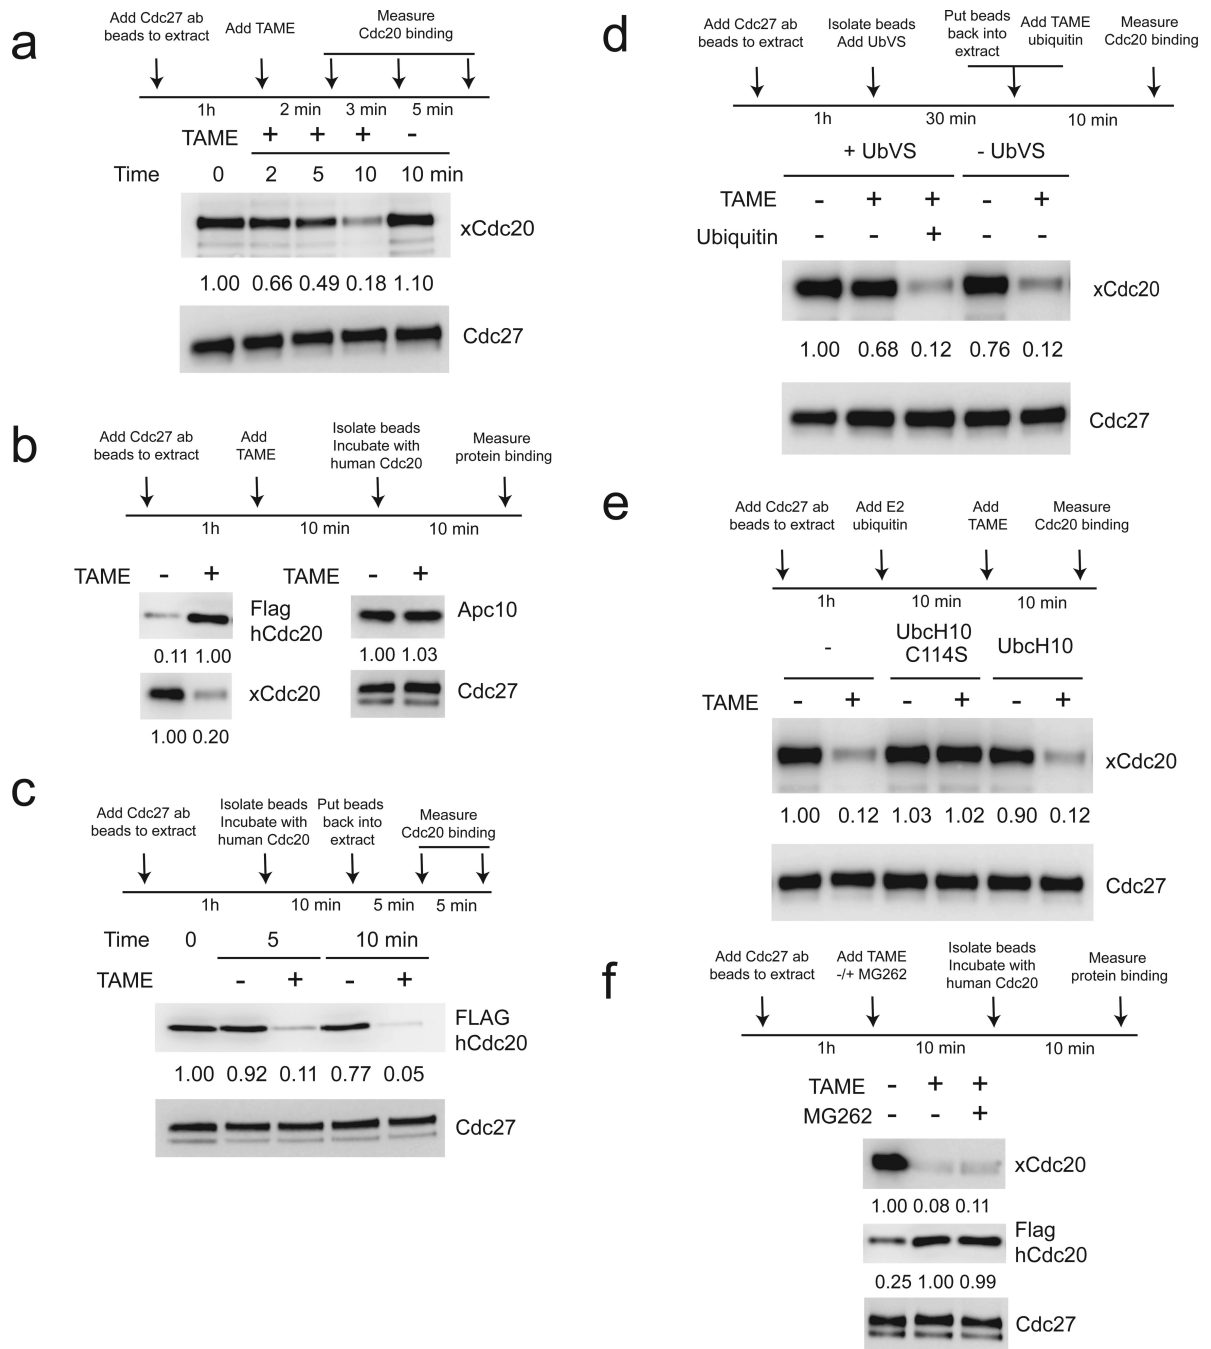 a
Add Cdc27 ab
beads to extract
Add TAME
Measure
Cdc20 binding
1h
2 min
3 min
5 min
TAME + + + -
Time 0 2 5 10 10 min
xCdc20
1.00 0.66 0.49 0.18 1.10
Cdc27
b
Add Cdc27 ab
beads to extract
Add
TAME
Isolate beads
Incubate with
human Cdc20
Measure
protein binding
1h
10 min
10 min
TAME - +
Flag
hCdc20
0.11 1.00
xCdc20
1.00 0.20
TAME - +
Apc10
1.00 1.03
Cdc27
c
Add Cdc27 ab
beads to extract
Isolate beads
Incubate with
human Cdc20
Put beads
back into
extract
Measure
Cdc20 binding
1h
10 min
5 min
5 min
Time 0 5 10 min
TAME - + - +
FLAG
hCdc20
1.00 0.92 0.11 0.77 0.05
Cdc27
d
Add Cdc27 ab
beads to extract
Isolate beads
Add UbVS
Put beads
back into
extract
Add TAME
ubiquitin
Measure
Cdc20 binding
1h
30 min
10 min
+ UbVS - UbVS
TAME - + + - +
Ubiquitin - - + - -
xCdc20
1.00 0.68 0.12 0.76 0.12
Cdc27
e
Add Cdc27 ab
beads to extract
Add E2
ubiquitin
Add
TAME
Measure
Cdc20 binding
1h
10 min
10 min
-
UbcH10
C114S
UbcH10
TAME - + - + - +
xCdc20
1.00 0.12 1.03 1.02 0.90 0.12
Cdc27
f
Add Cdc27 ab
beads to extract
Add TAME
-/+ MG262
Isolate beads
Incubate with
human Cdc20
Measure
protein binding
1h
10 min
10 min
TAME - + +
MG262 - - +
xCdc20
1.00 0.08 0.11
Flag
hCdc20
0.25 1.00 0.99
Cdc27